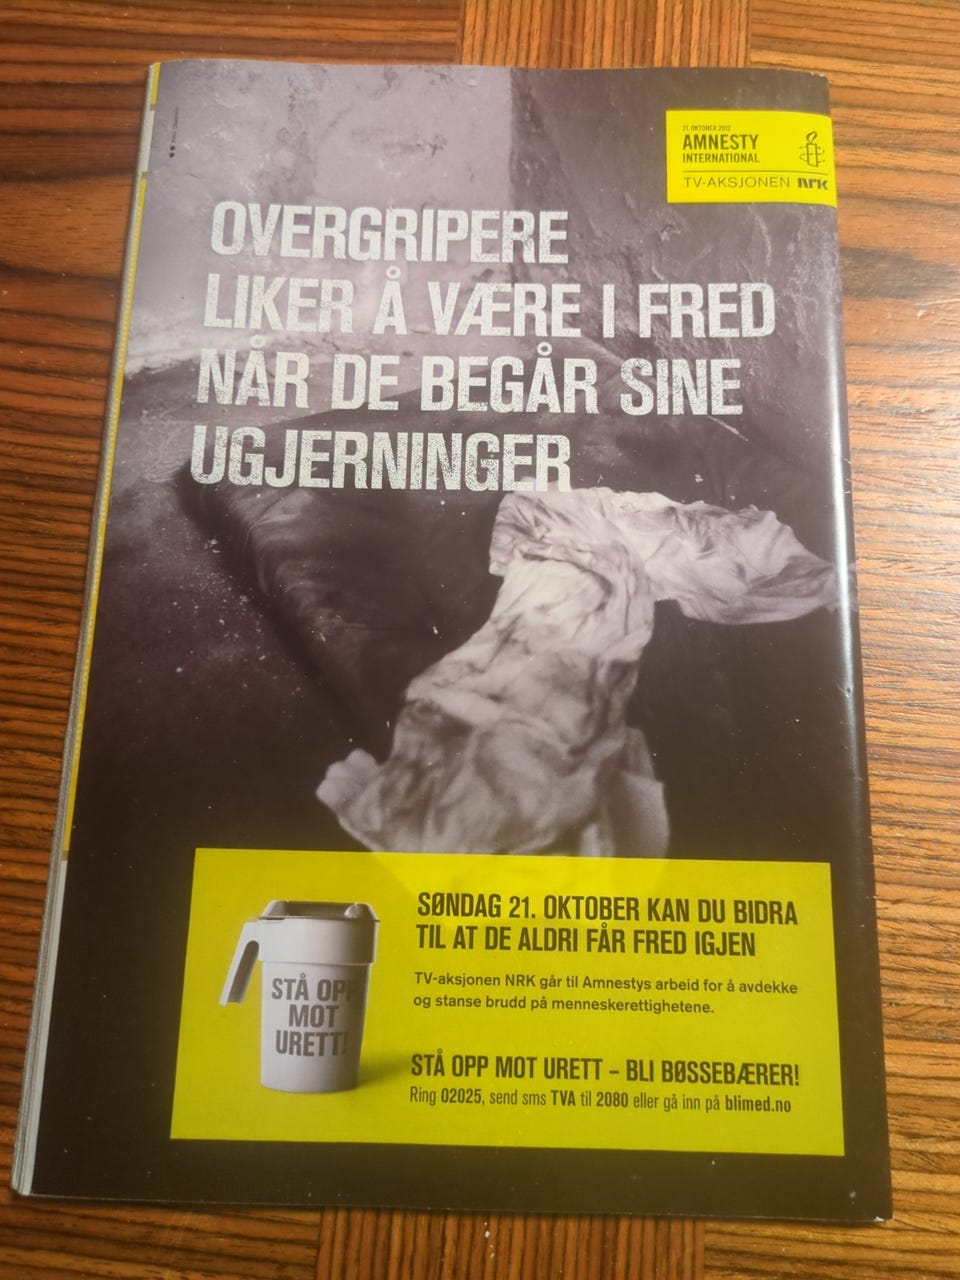 21. OKTOBER 2012
AMNESTY
INTERNATIONAL
TV-AKSJONEN NRK
OVERGRIPERE
LIKER Å VÆRE I FRED
NÅR DE BEGÅR SINE
UGJERNINGER
SØNDAG 21. OKTOBER KAN DU BIDRA
TIL AT DE ALDRI FÅR FRED IGJEN
TV-aksjonen NRK går til Amnestys arbeid for å avdekke
og stanse brudd på menneskerettighetene.
STÅ OPP
MOT
URETT!
STÅ OPP MOT URETT – BLI BØSSEBÆRER!
Ring 02025, send sms TVA til 2080 eller gå inn på blimed.no